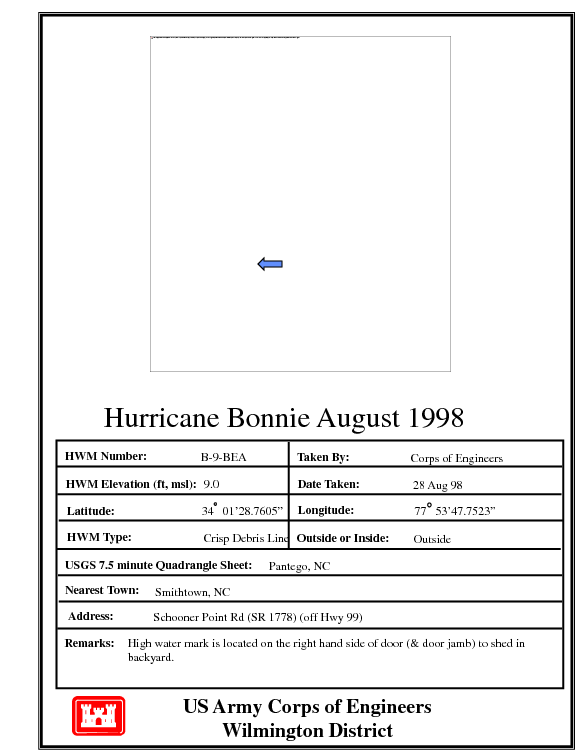 Hurricane Bonnie August 1998
HWM Number: B-9-BEA Taken By: Corps of Engineers
HWM Elevation (ft, msl): 9.0 Date Taken: 28 Aug 98
Latitude: 34° 01’28.7605” Longitude: 77° 53’47.7523”
HWM Type: Crisp Debris Line Outside or Inside: Outside
USGS 7.5 minute Quadrangle Sheet: Pantego, NC
Nearest Town: Smithtown, NC
Address: Schooner Point Rd (SR 1778) (off Hwy 99)
Remarks: High water mark is located on the right hand side of door (& door jamb) to shed in
backyard.
US Army Corps of Engineers
Wilmington District